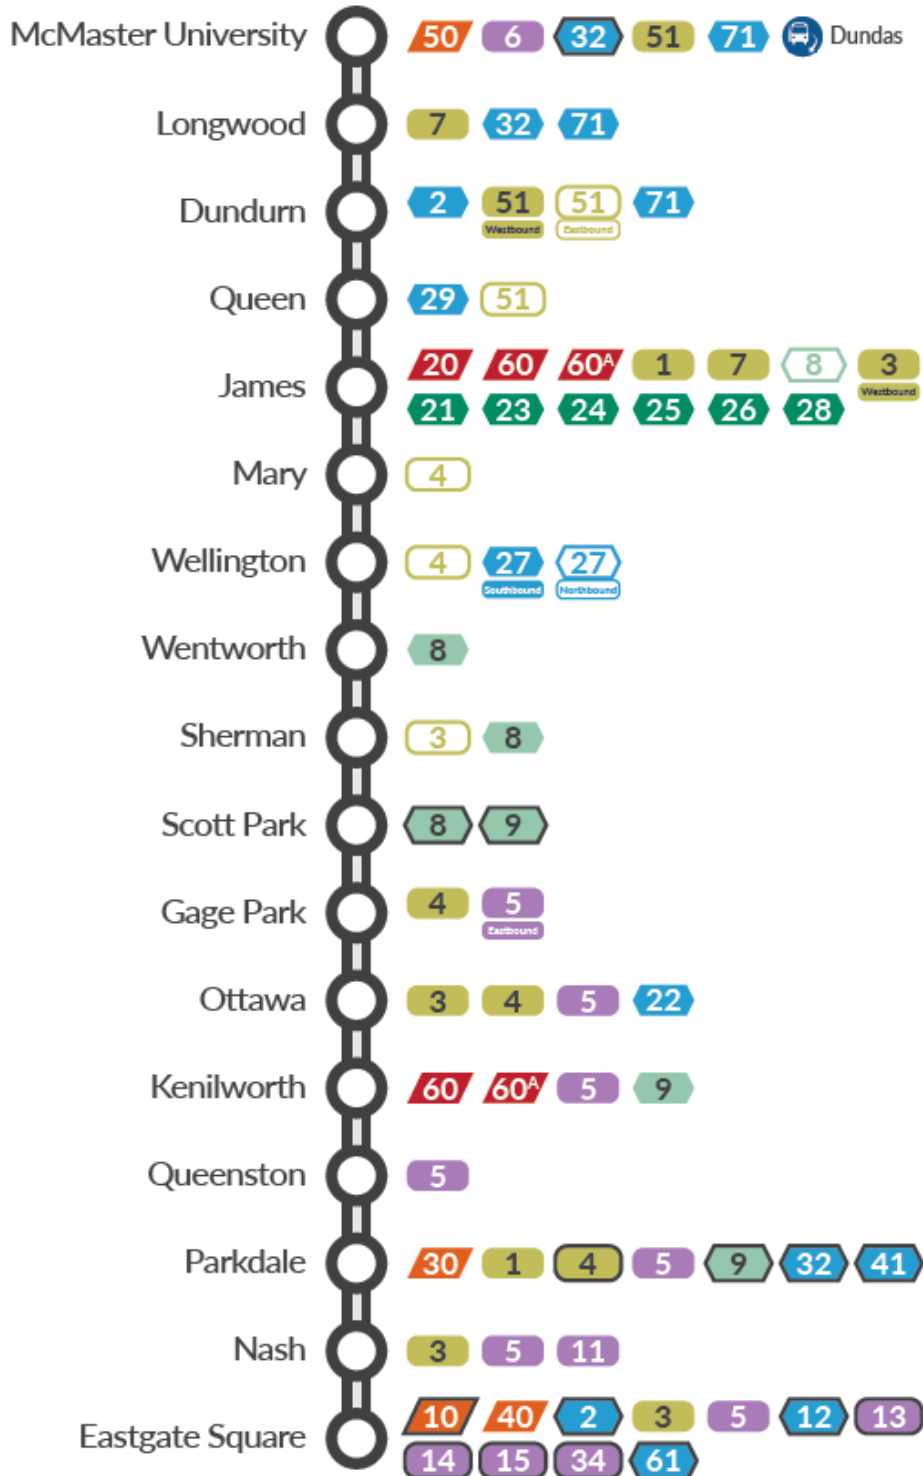 McMaster University 50 6 32 51 71 Dundas
Longwood 7 32 71
Dundurn 2 51 51 71
Westbound Eastbound
Queen 29 51
James 20 60 60A 1 7 8 3
Westbound
21 23 24 25 26 28
Mary 4
Wellington 4 27 27
Southbound Northbound
Wentworth 8
Sherman 3 8
Scott Park 8 9
Gage Park 4 5
Eastbound
Ottawa 3 4 5 22
Kenilworth 60 60A 5 9
Queenston 5
Parkdale 30 1 4 5 9 32 41
Nash 3 5 11
Eastgate Square 10 40 2 3 5 12 13
14 15 34 61